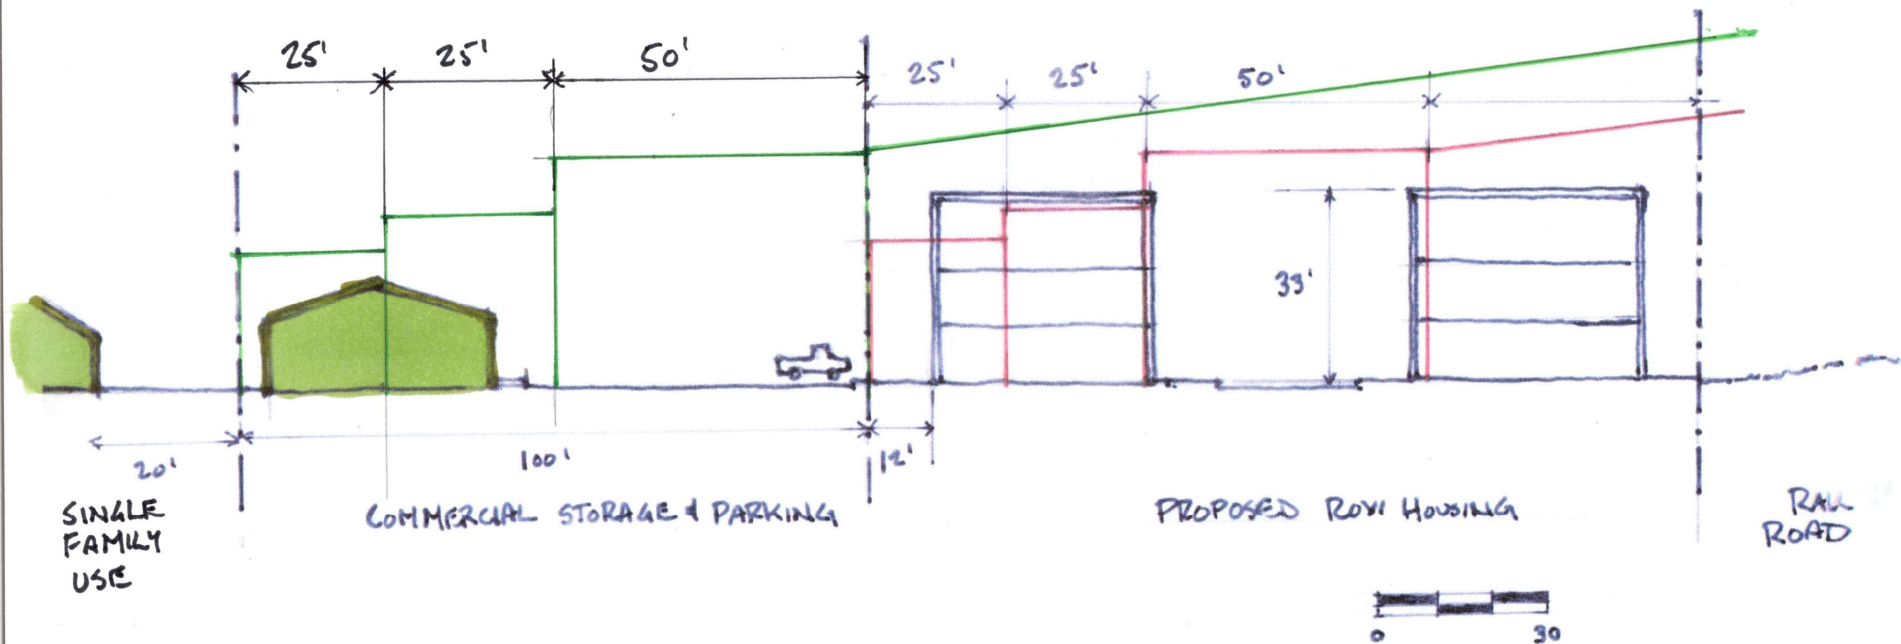 25' 25' 50' 25' 25' 50'
33'
20' 100' 12'
SINGLE
FAMILY
USE
COMMERCIAL STORAGE & PARKING
PROPOSED ROW HOUSING
RAIL
ROAD
0 30